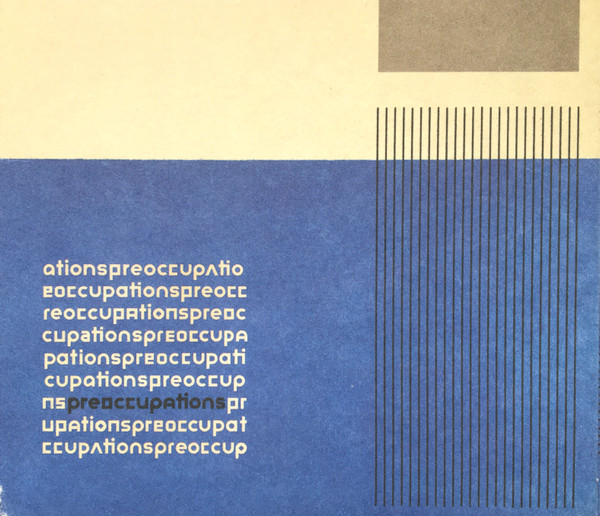 ationspreoccupatio
eoccupationspreocc
reoccupationspreoc
cupationspreoccupa
pationspreoccupati
cupationspreoccup
nspreoccupationspr
upationspreoccupat
ccupationspreoccup